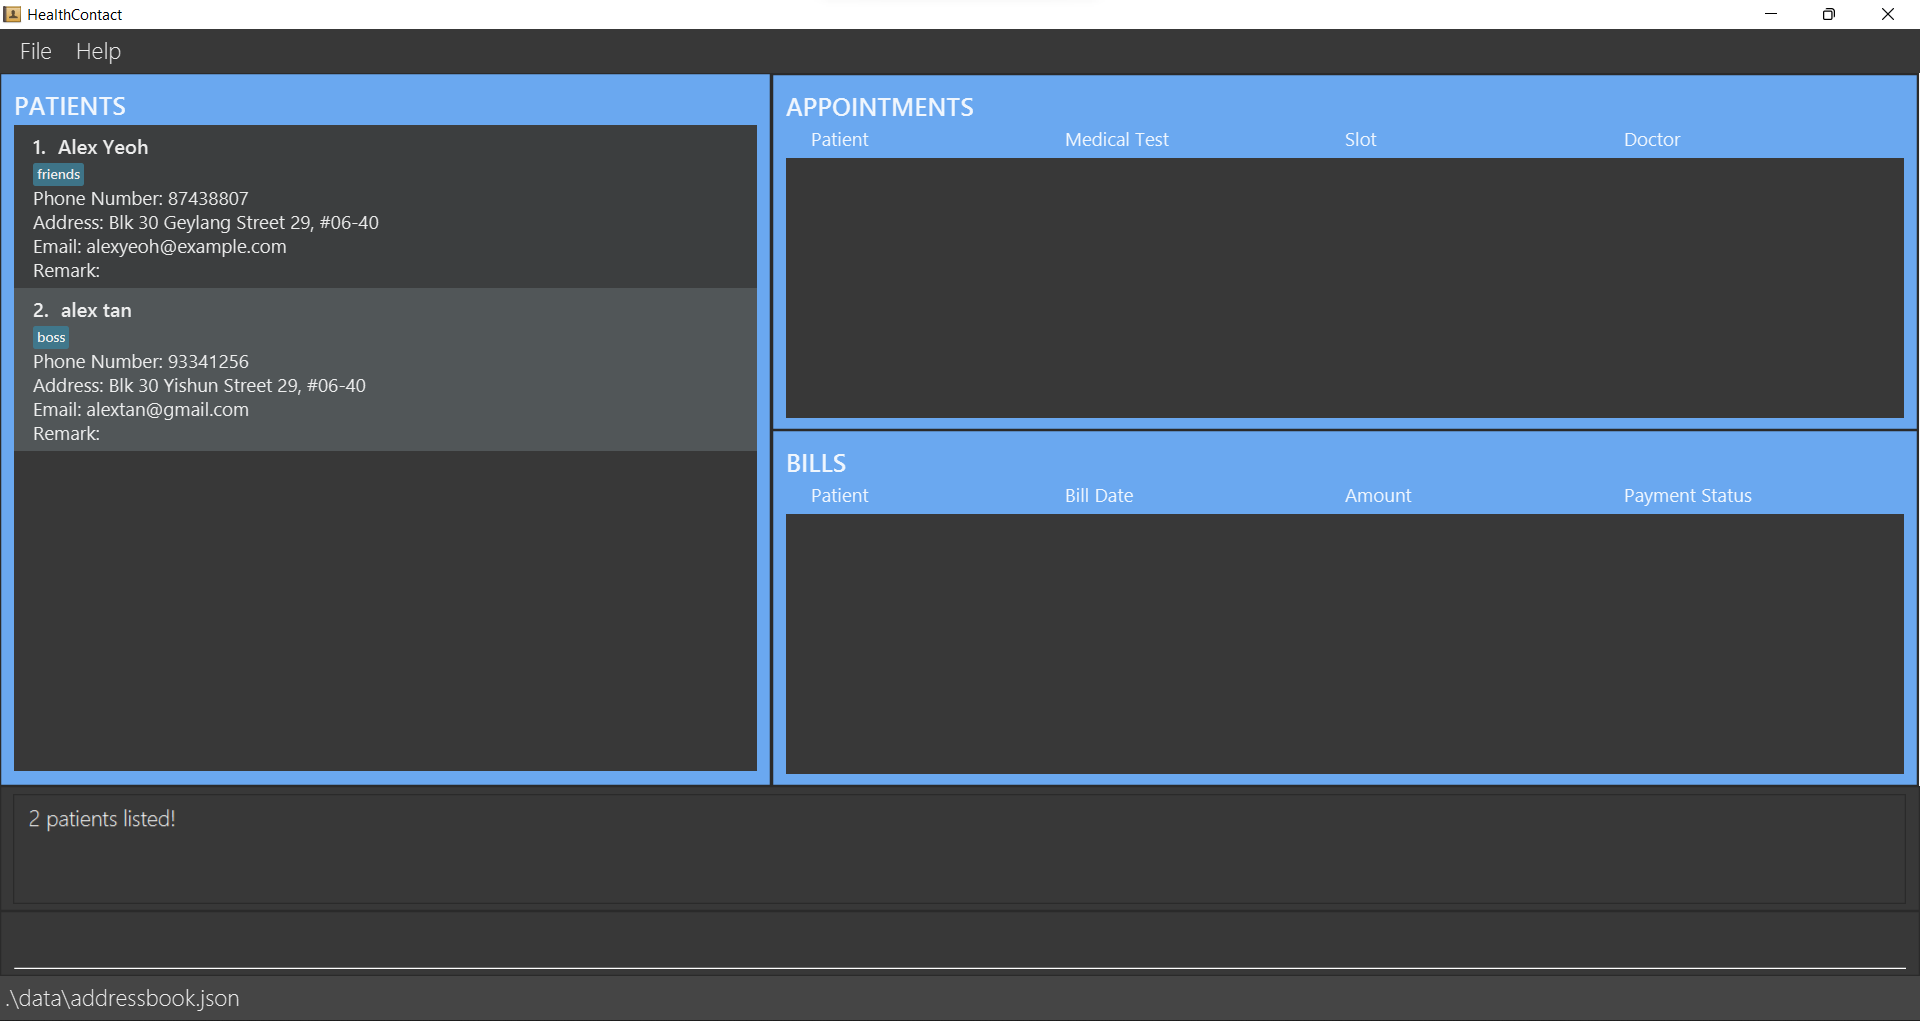 HealthContact
File Help
PATIENTS
1. Alex Yeoh
friends
Phone Number: 87438807
Address: Blk 30 Geylang Street 29, #06-40
Email: alexyeoh@example.com
Remark:
2. alex tan
boss
Phone Number: 93341256
Address: Blk 30 Yishun Street 29, #06-40
Email: alextan@gmail.com
Remark:
APPOINTMENTS
Patient Medical Test Slot Doctor
BILLS
Patient Bill Date Amount Payment Status
2 patients listed!
.\data\addressbook.json